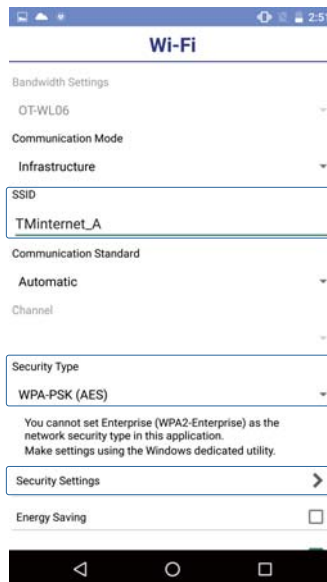 2:51
Wi-Fi
Bandwidth Settings
OT-WL06
Communication Mode
Infrastructure
SSID
TMinternet_A
Communication Standard
Automatic
Channel
Security Type
WPA-PSK (AES)
You cannot set Enterprise (WPA2-Enterprise) as the
network security type in this application.
Make settings using the Windows dedicated utility.
Security Settings
Energy Saving